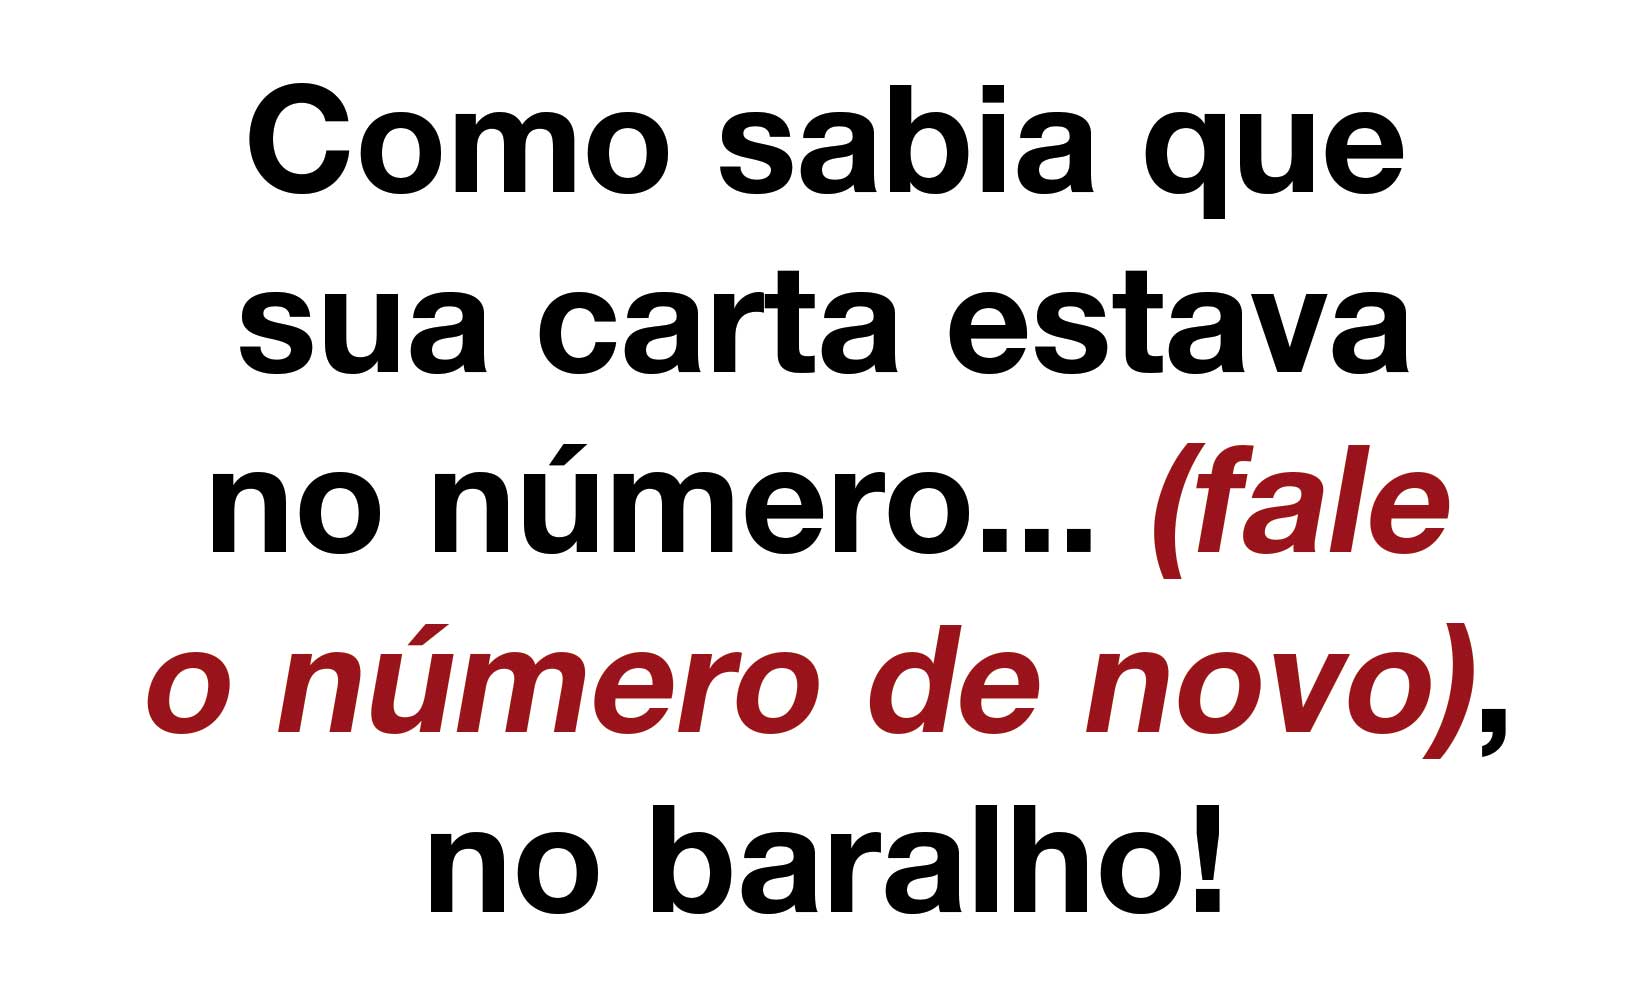 Como sabia que
sua carta estava
no número... (fale
o número de novo),
no baralho!